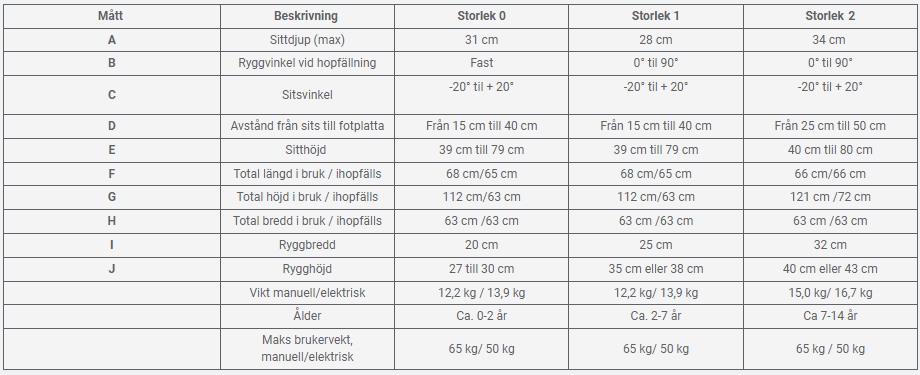 Mått Beskrivning Storlek 0 Storlek 1 Storlek 2
A Sittdjup (max) 31 cm 28 cm 34 cm
B Ryggvinkel vid hopfällning Fast 0° til 90° 0° til 90°
C Sitsvinkel -20° til + 20° -20° til + 20° -20° til + 20°
D Avstånd från sits till fotplatta Från 15 cm till 40 cm Från 15 cm till 40 cm Från 25 cm till 50 cm
E Sitthöjd 39 cm till 79 cm 39 cm till 79 cm 40 cm tlil 80 cm
F Total längd i bruk / ihopfälls 68 cm/65 cm 68 cm/65 cm 66 cm/66 cm
G Total höjd i bruk / ihopfälls 112 cm/63 cm 112 cm/63 cm 121 cm /72 cm
H Total bredd i bruk / ihopfälls 63 cm /63 cm 63 cm /63 cm 63 cm /63 cm
I Ryggbredd 20 cm 25 cm 32 cm
J Rygghöjd 27 till 30 cm 35 cm eller 38 cm 40 cm eller 43 cm
Vikt manuell/elektrisk 12,2 kg / 13,9 kg 12,2 kg/ 13,9 kg 15,0 kg/ 16,7 kg
Ålder Ca. 0-2 år Ca. 2-7 år Ca 7-14 år
Maks brukervekt,
manuell/elektrisk 65 kg/ 50 kg 65 kg/ 50 kg 65 kg / 50 kg